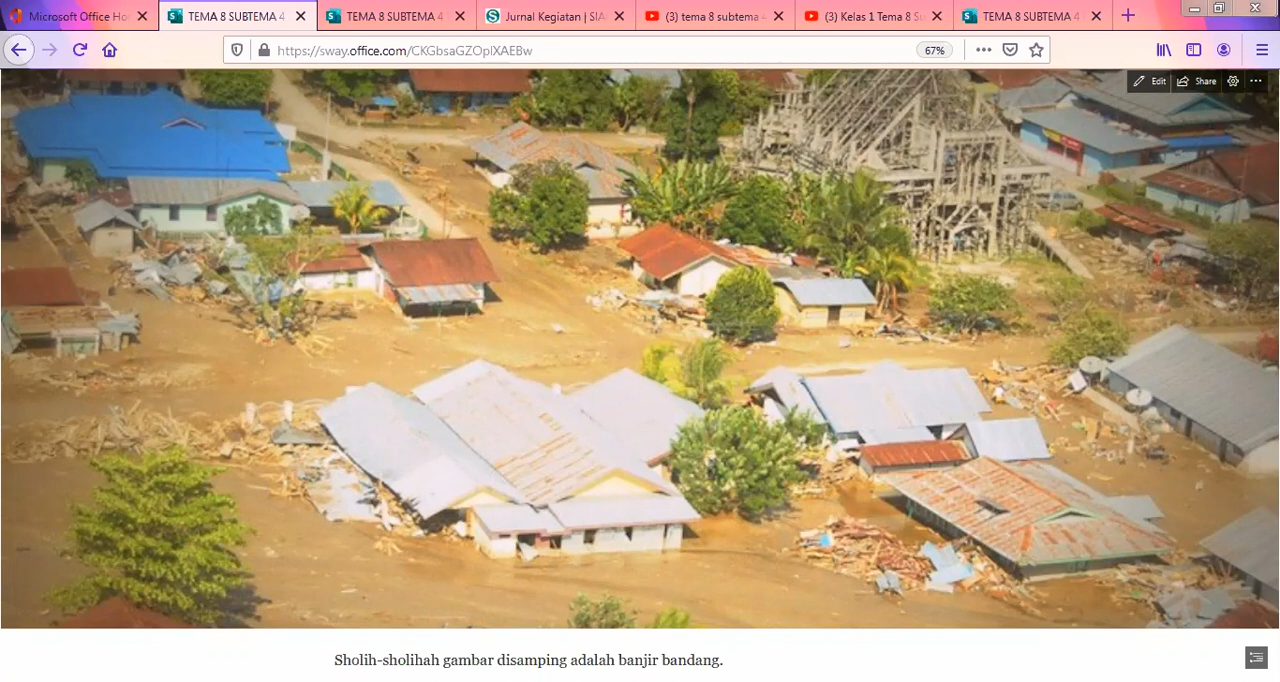 Microsoft Office Ho
TEMA 8 SUBTEMA 4
TEMA 8 SUBTEMA 4
Jurnal Kegiatan | SIA
(3) tema 8 subtema 4
(3) Kelas 1 Tema 8 Su
TEMA 8 SUBTEMA 4
https://sway.office.com/CKGbsaGZOplXAEBw
67%
Edit
Share
Sholih-sholihah gambar disamping adalah banjir bandang.